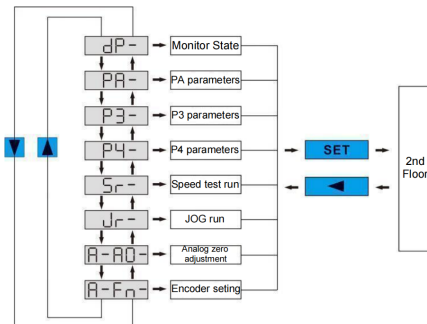 dP-
Monitor State
PA-
PA parameters
P3-
P3 parameters
P4-
P4 parameters
SET
Sr-
Speed test run
2nd
Floor
Jr-
JOG run
A-A0-
Analog zero
adjustment
A-Fn-
Encoder seting